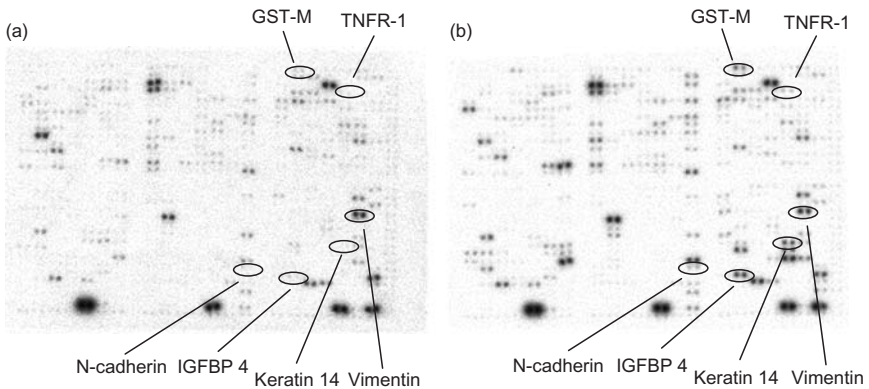 (a)
GST-M
TNFR-1
N-cadherin
IGFBP 4
Keratin 14
Vimentin
(b)
GST-M
TNFR-1
N-cadherin
IGFBP 4
Keratin 14
Vimentin